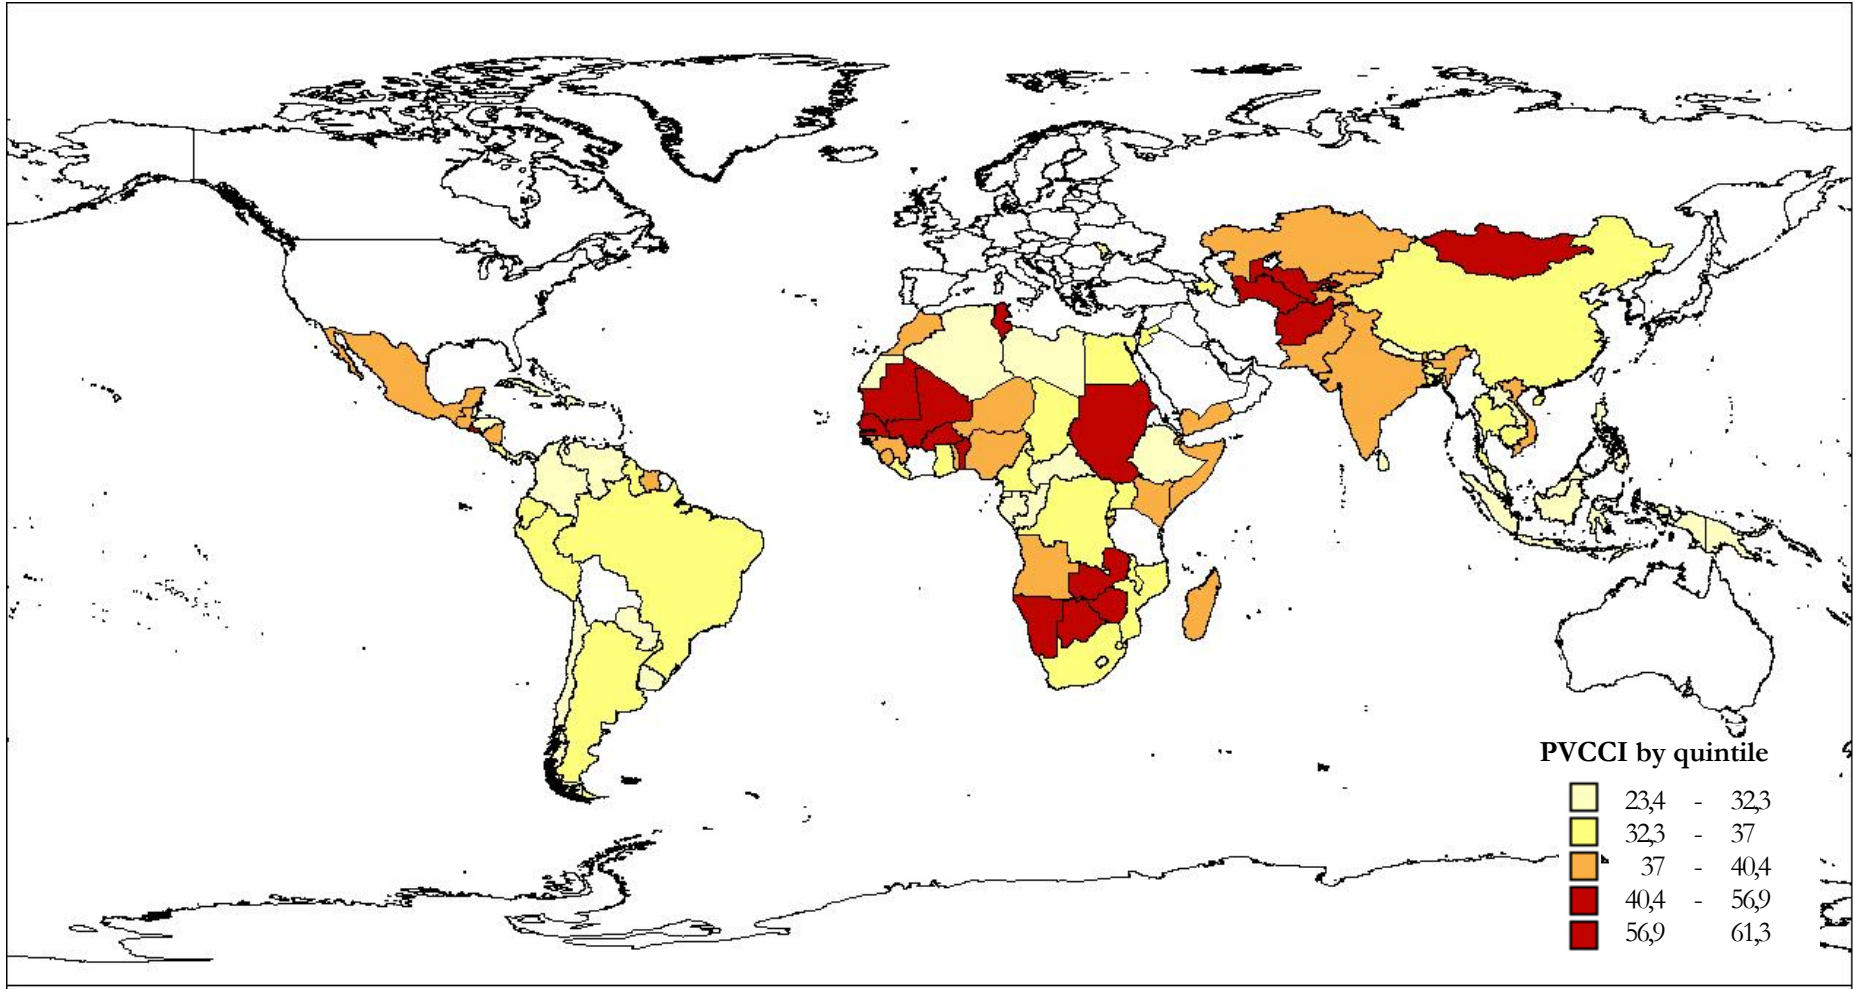 PVCCI by quintile
23,4 - 32,3
32,3 - 37
37 - 40,4
40,4 - 56,9
56,9 61,3